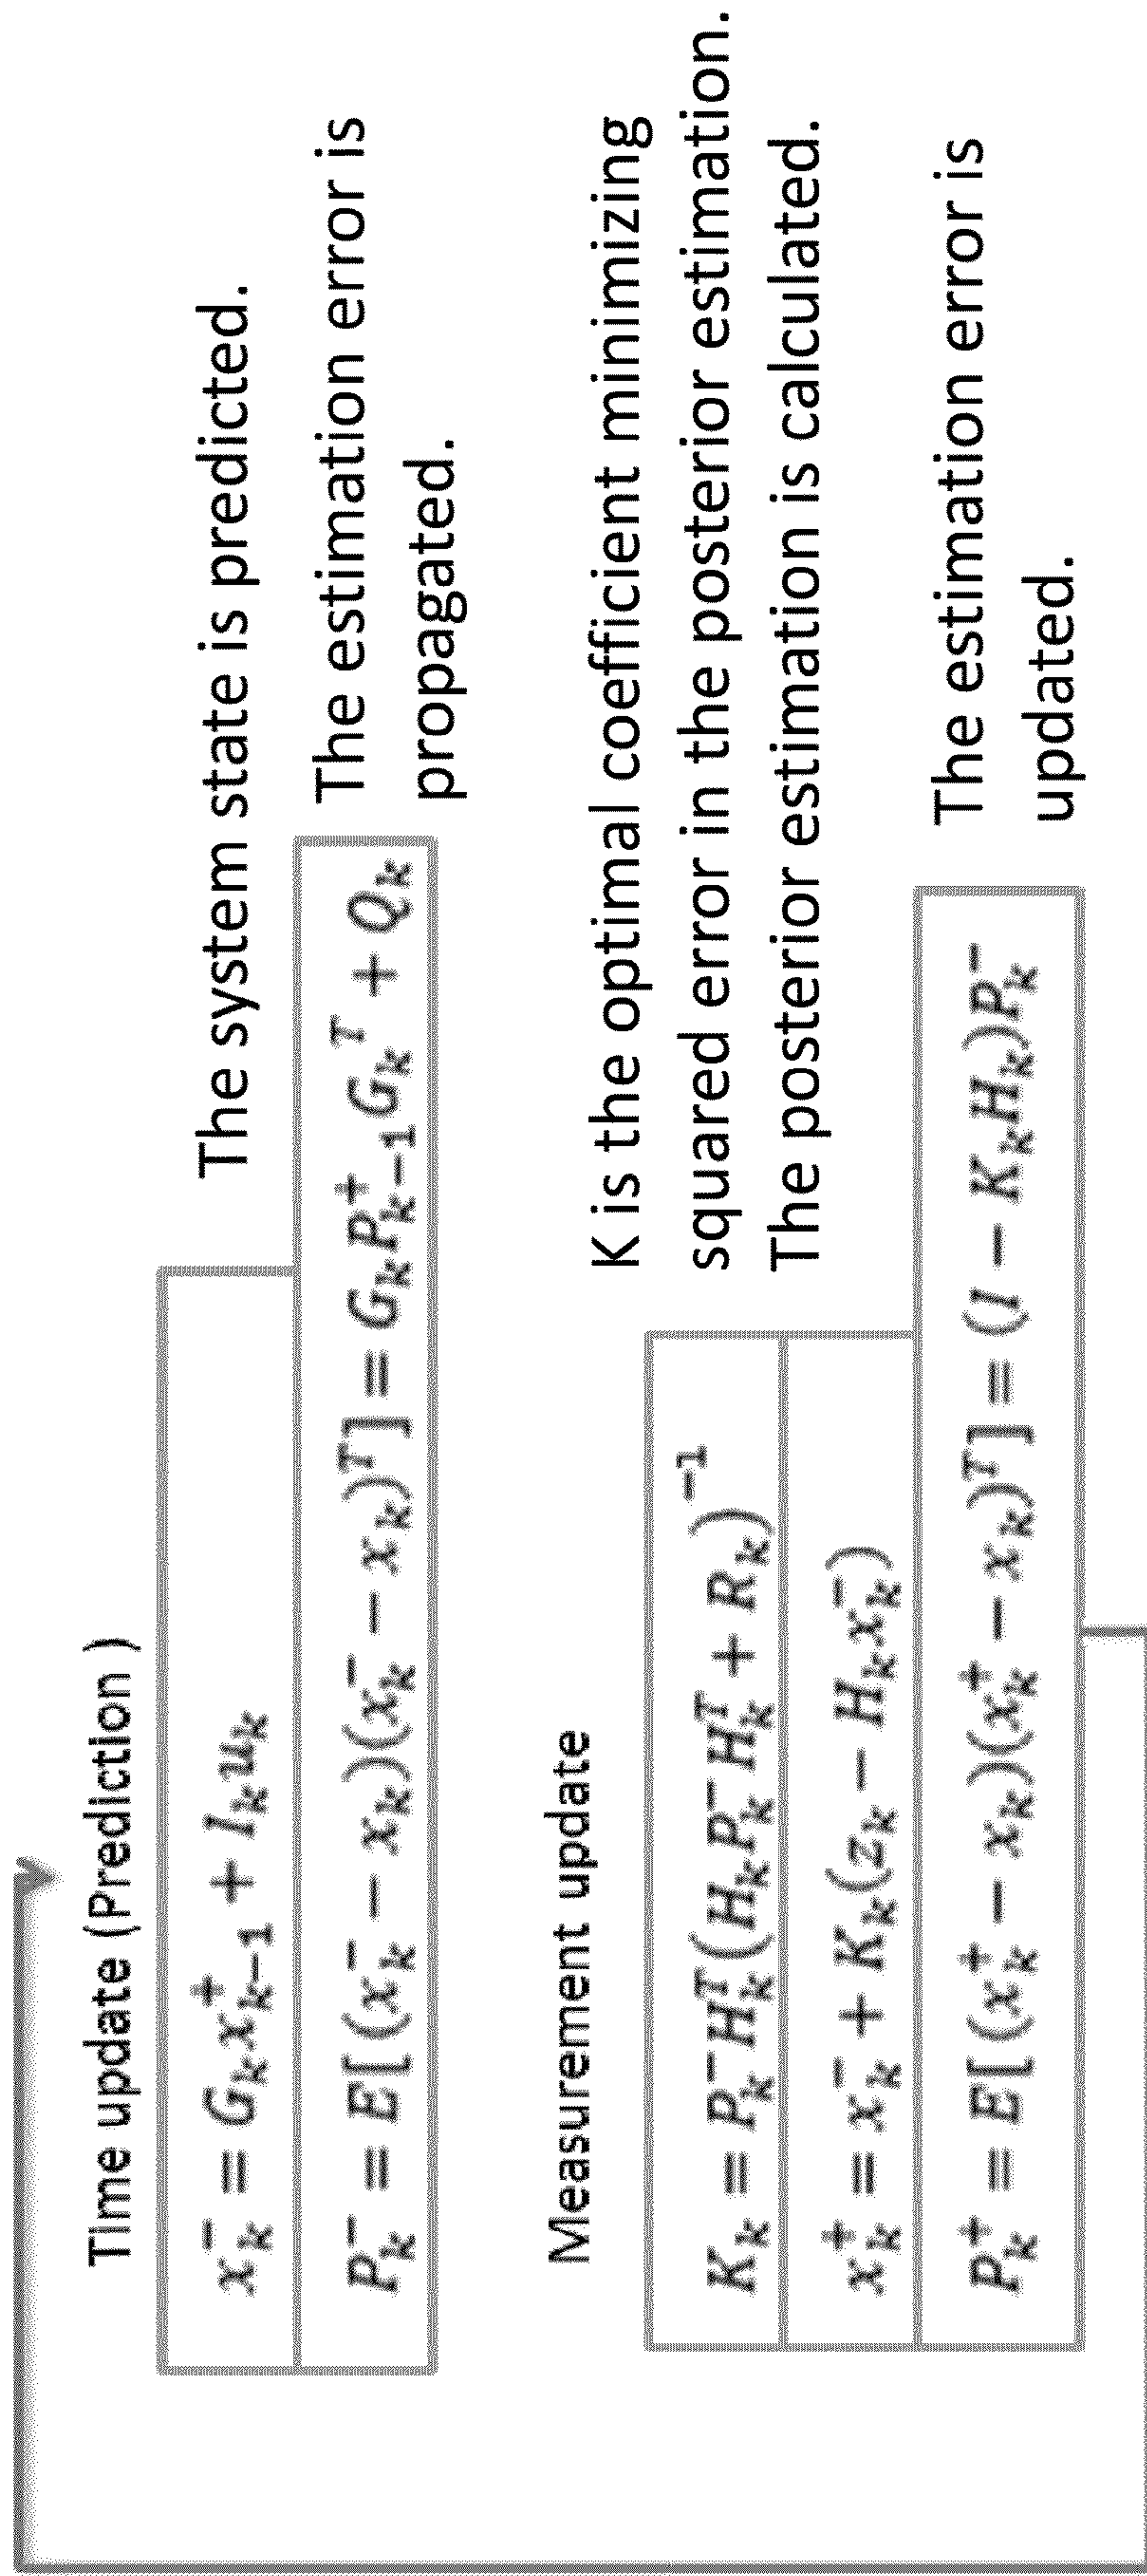 Time update (Prediction )
x_k^- = G_k x_{k-1}^+ + I_k u_k
The system state is predicted.
P_k^- = E[(x_k^- - x_k)(x_k^- - x_k)^T] = G_k P_{k-1}^+ G_k^T + Q_k
The estimation error is
propagated.
Measurement update
K_k = P_k^- H_k^T (H_k P_k^- H_k^T + R_k)^{-1}
K is the optimal coefficient minimizing
squared error in the posterior estimation.
x_k^+ = x_k^- + K_k(z_k - H_k x_k^-)
The posterior estimation is calculated.
P_k^+ = E[(x_k^+ - x_k)(x_k^+ - x_k)^T] = (I - K_k H_k)P_k^-
The estimation error is
updated.